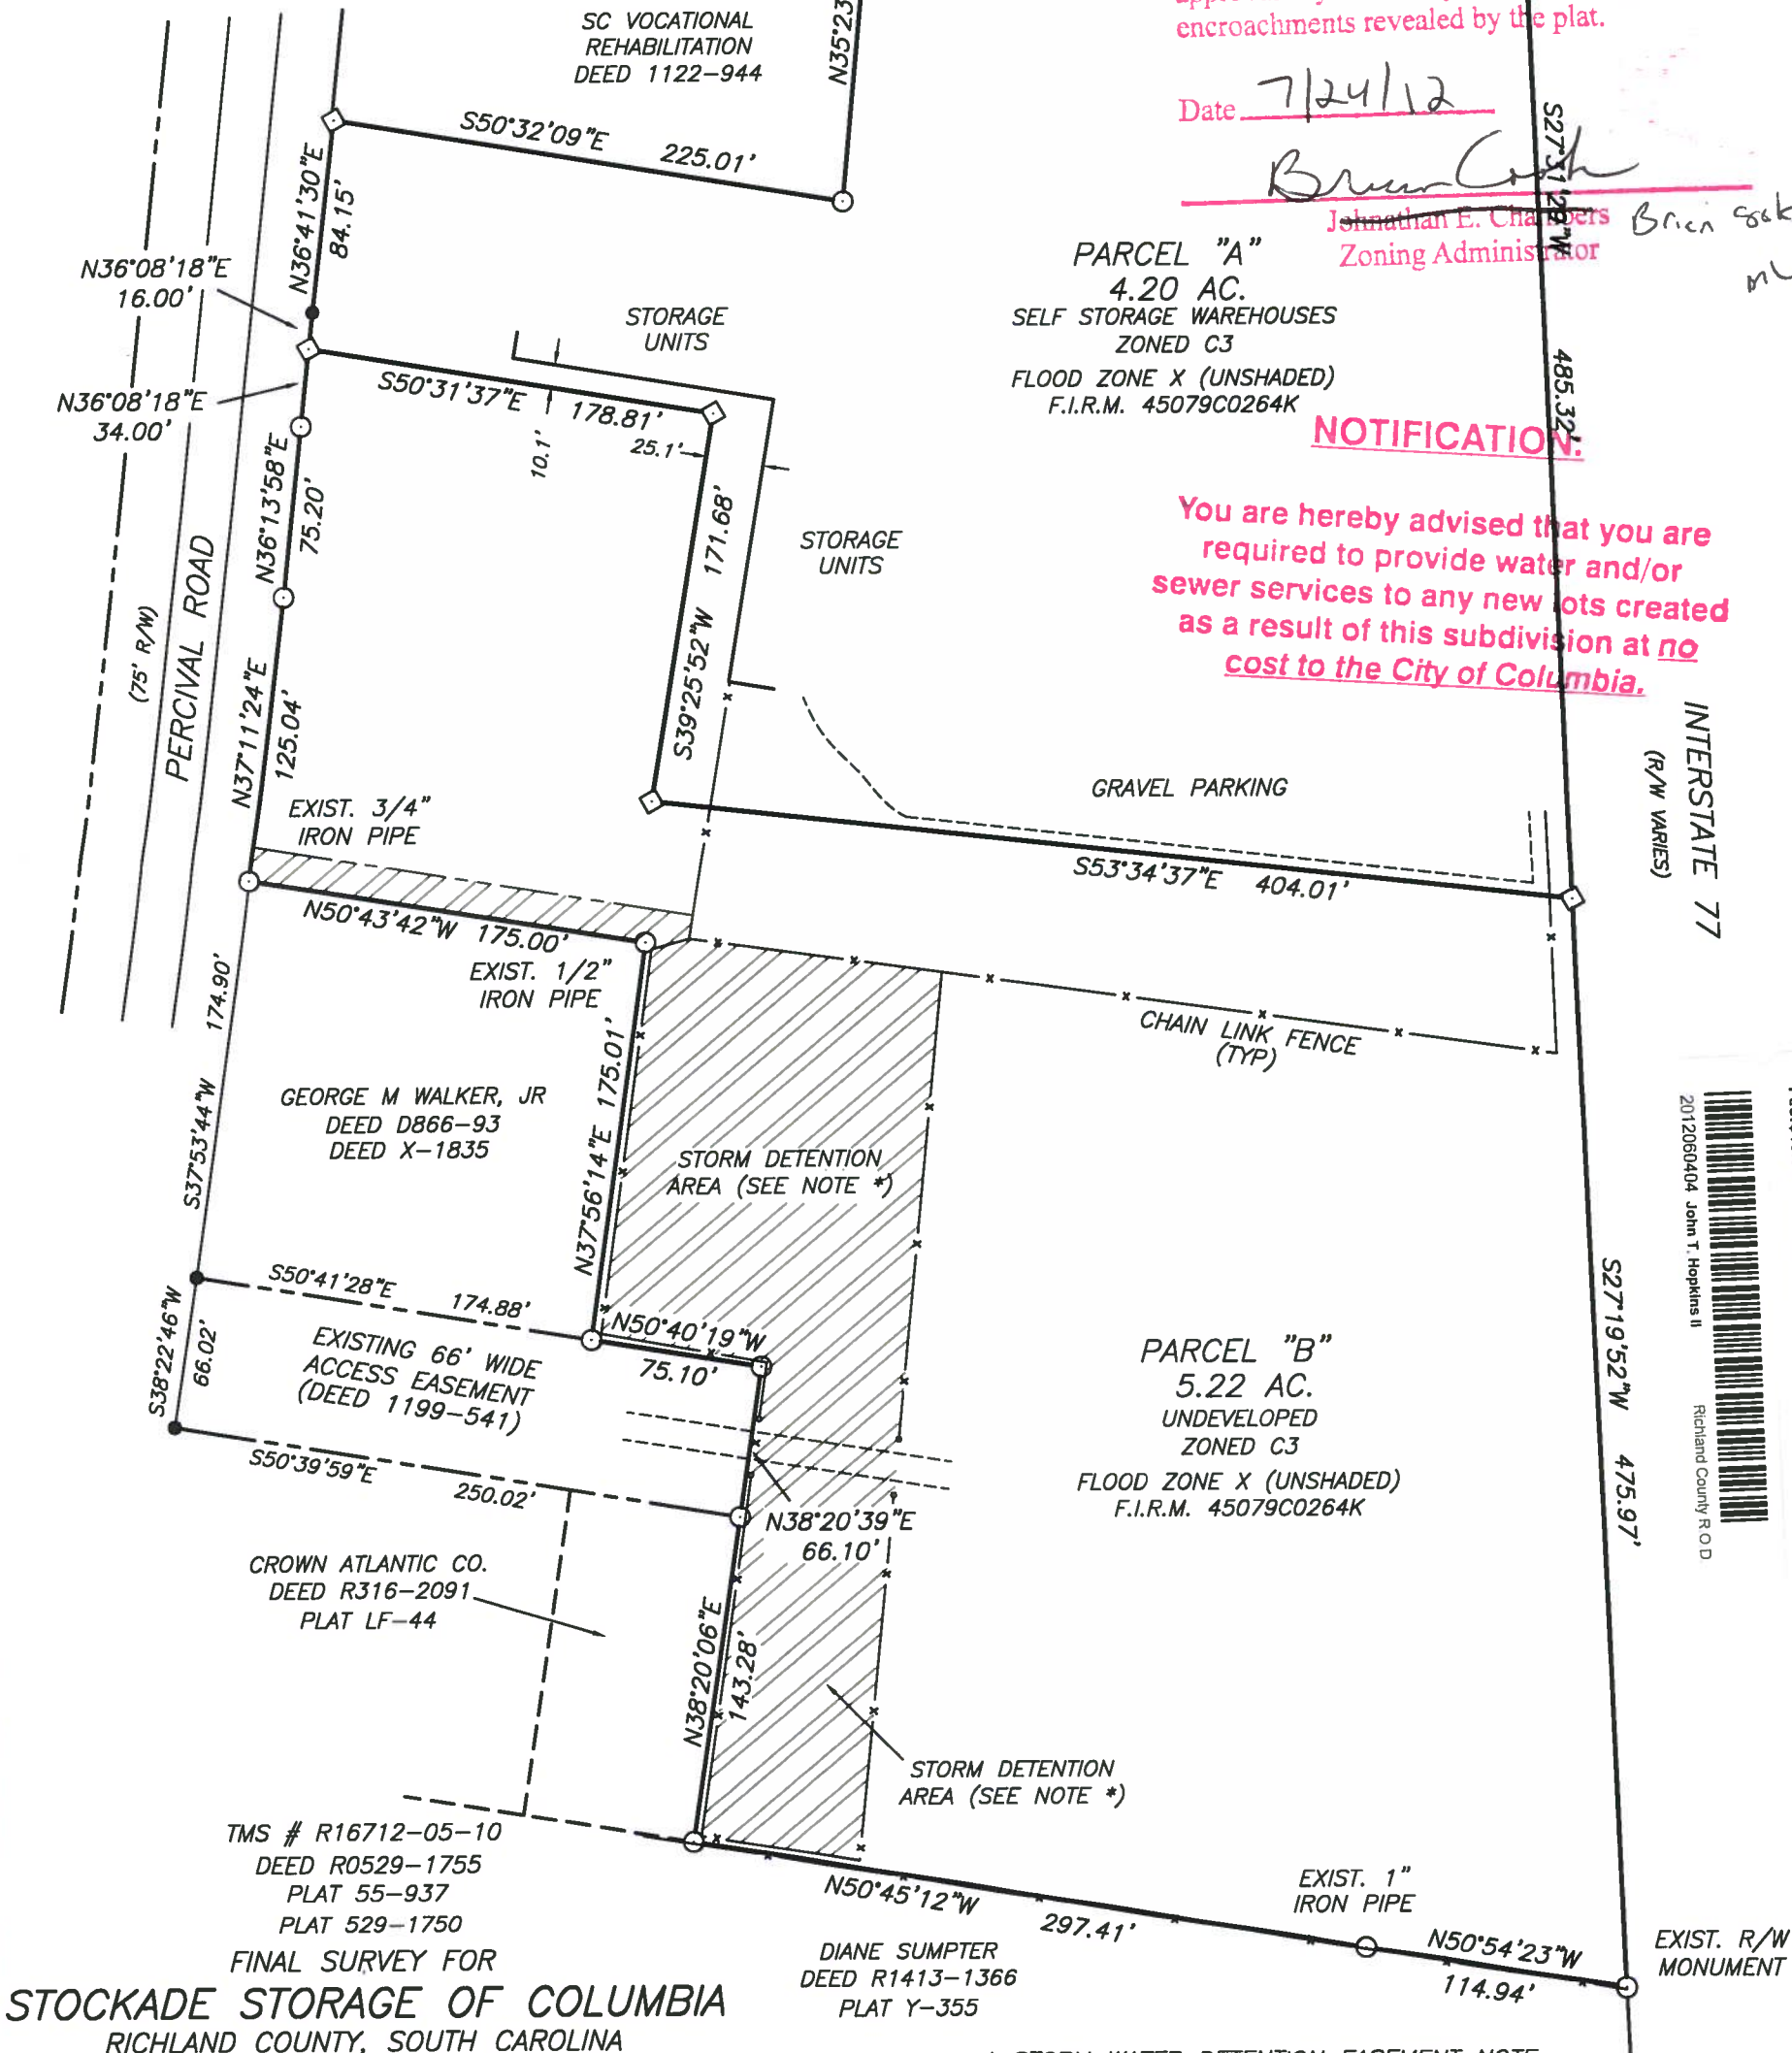 SC VOCATIONAL
REHABILITATION
DEED 1122-944
N35°23
encroachments revealed by the plat.
Date 7/24/12
Johnathan E. Chambers
Brian
Zoning Administrator
S27°31'29"W
485.32'
S50°32'09"E 225.01'
N36°41'30"E
84.15'
N36°08'18"E
16.00'
N36°08'18"E
34.00'
PARCEL "A"
4.20 AC.
SELF STORAGE WAREHOUSES
ZONED C3
FLOOD ZONE X (UNSHADED)
F.I.R.M. 45079C0264K
STORAGE
UNITS
S50°31'37"E 178.81'
10.1'
25.1'
NOTIFICATION:
You are hereby advised that you are
required to provide water and/or
sewer services to any new lots created
as a result of this subdivision at no
cost to the City of Columbia.
N36°13'58"E
75.20'
S39°25'52"W 171.68'
STORAGE
UNITS
(75' R/W)
PERCIVAL ROAD
N37°11'24"E
125.04'
INTERSTATE 77
(R/W VARIES)
EXIST. 3/4"
IRON PIPE
GRAVEL PARKING
S53°34'37"E 404.01'
N50°43'42"W 175.00'
EXIST. 1/2"
IRON PIPE
S37°53'44"W 174.90'
CHAIN LINK FENCE
(TYP)
GEORGE M WALKER, JR
DEED D866-93
DEED X-1835
N37°56'14"E 175.01'
STORM DETENTION
AREA (SEE NOTE *)
201206040​4 John T. Hopkins II Richland County R.O.D.
S27°19'52"W 475.97'
S50°41'28"E 174.88'
S38°22'46"W
66.02'
EXISTING 66' WIDE
ACCESS EASEMENT
(DEED 1199-541)
N50°40'19"W
75.10'
PARCEL "B"
5.22 AC.
UNDEVELOPED
ZONED C3
FLOOD ZONE X (UNSHADED)
F.I.R.M. 45079C0264K
S50°39'59"E 250.02'
N38°20'39"E
66.10'
CROWN ATLANTIC CO.
DEED R316-2091
PLAT LF-44
N38°20'06"E
143.28'
STORM DETENTION
AREA (SEE NOTE *)
TMS # R16712-05-10
DEED R0529-1755
PLAT 55-937
PLAT 529-1750
FINAL SURVEY FOR
STOCKADE STORAGE OF COLUMBIA
RICHLAND COUNTY, SOUTH CAROLINA
N50°45'12"W 297.41'
DIANE SUMPTER
DEED R1413-1366
PLAT Y-355
EXIST. 1"
IRON PIPE
N50°54'23"W
114.94'
EXIST. R/W
MONUMENT
STORM WATER DETENTION EASEMENT NOTE